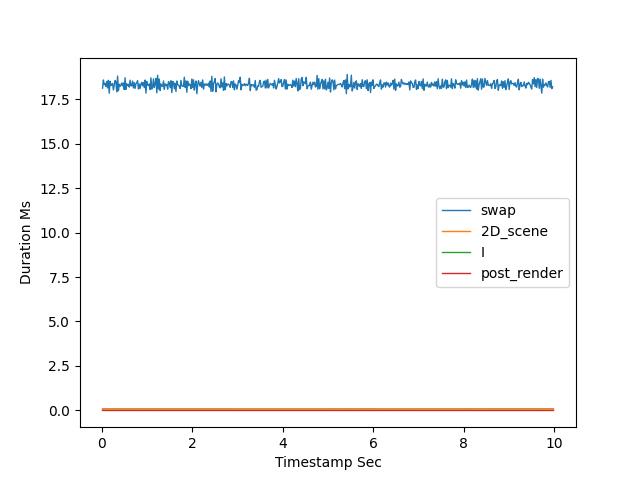 17.5
15.0
12.5
10.0
7.5
5.0
2.5
0.0
Duration Ms
swap
2D_scene
I
post_render
0 2 4 6 8 10
Timestamp Sec